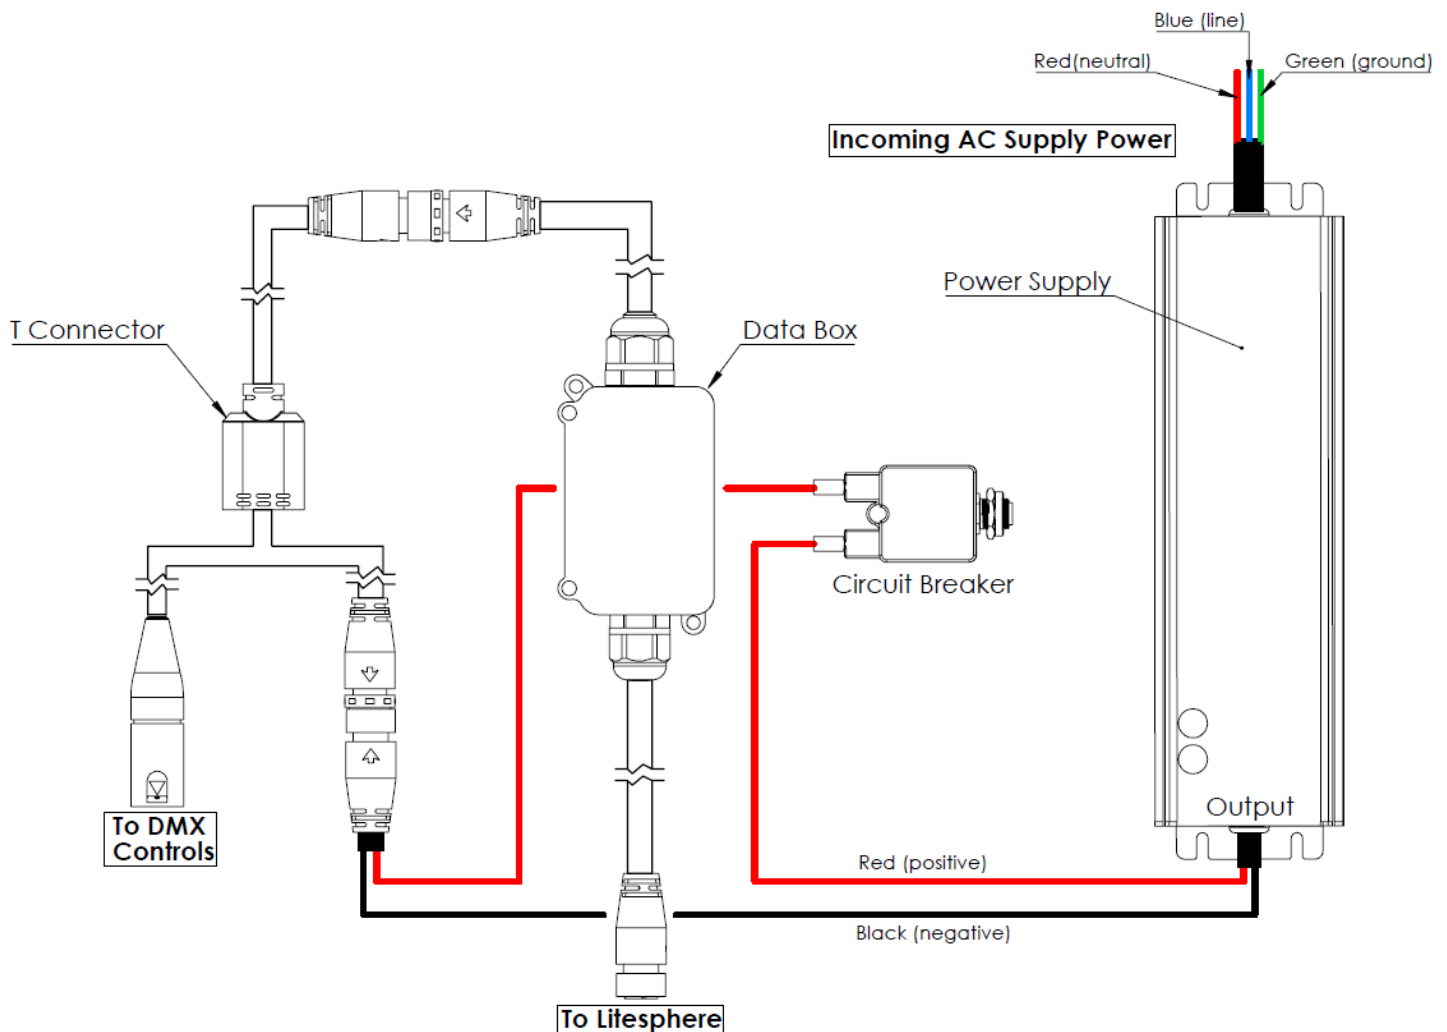 Blue (line)
Red(neutral)
Green (ground)
Incoming AC Supply Power
Power Supply
T Connector
Data Box
Circuit Breaker
Output
To DMX
Controls
Red (positive)
Black (negative)
To Litesphere